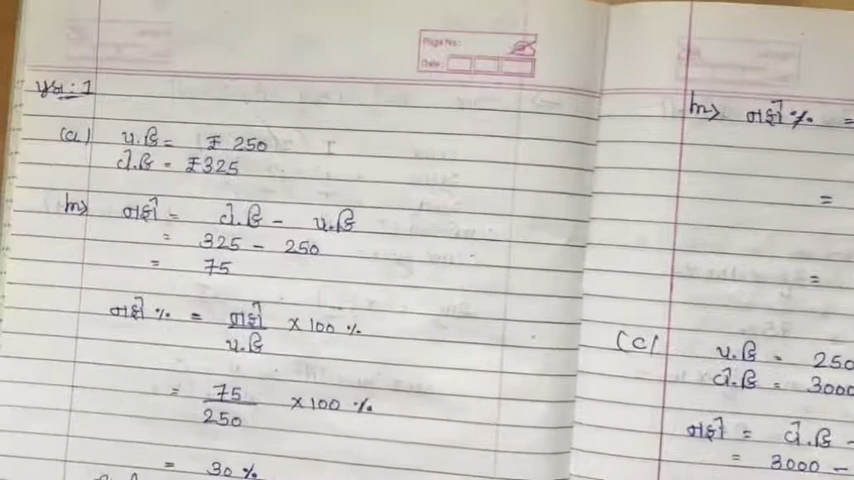 Page No.:
Date:
પ્રશ્ન : 1
(a) પ.કિં = ₹ 250
વે.કિં = ₹325
m> નફો = વે.કિં - પ.કિં
= 325 - 250
= 75
નફો % = નફો / પ.કિં × 100 %
= 75 / 250 × 100 %
= 30 %
m> નફો % =
=
=
(C) પ.કિં = 250
વે.કિં = 3000
નફો = વે.કિં -
= 3000 -